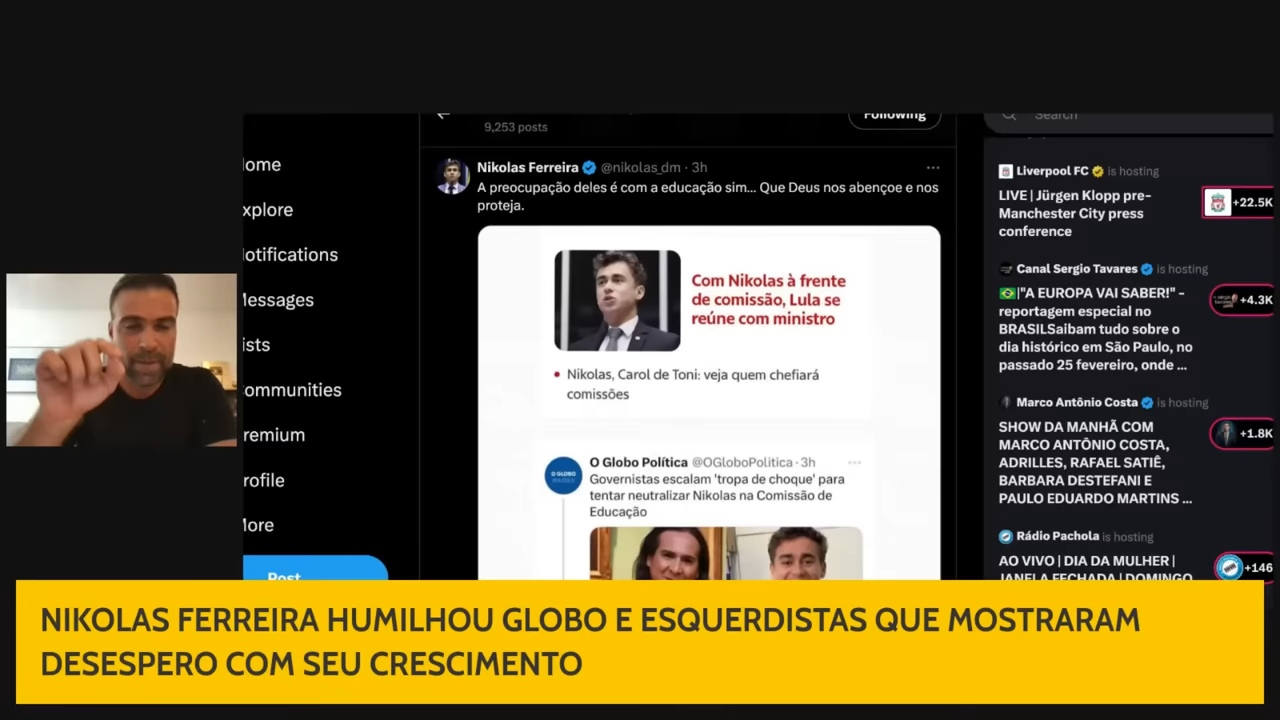 9,253 posts
Following
Search
ome
xplore
otifications
essages
ists
ommunities
remium
rofile
ore
Post
Nikolas Ferreira @nikolas_dm · 3h
A preocupação deles é com a educação sim... Que Deus nos abençoe e nos
proteja.
Com Nikolas à frente
de comissão, Lula se
reúne com ministro
• Nikolas, Carol de Toni: veja quem chefiará
comissões
O GLOBO
O Globo Política @OGloboPolitica · 3h
Governistas escalam 'tropa de choque' para
tentar neutralizar Nikolas na Comissão de
Educação
Liverpool FC is hosting
LIVE | Jürgen Klopp pre-
Manchester City press
conference
+22.5K
Canal Sergio Tavares is hosting
🇧🇷|"A EUROPA VAI SABER!" -
reportagem especial no
BRASILSaibam tudo sobre o
dia histórico em São Paulo, no
passado 25 fevereiro, onde ...
+4.3K
Marco Antônio Costa is hosting
SHOW DA MANHÃ COM
MARCO ANTÔNIO COSTA,
ADRILLES, RAFAEL SATIÊ,
BARBARA DESTEFANI E
PAULO EDUARDO MARTINS ...
+1.8K
Rádio Pachola is hosting
AO VIVO | DIA DA MULHER |
JANELA FECHADA | DOMINGO
+146
NIKOLAS FERREIRA HUMILHOU GLOBO E ESQUERDISTAS QUE MOSTRARAM
DESESPERO COM SEU CRESCIMENTO